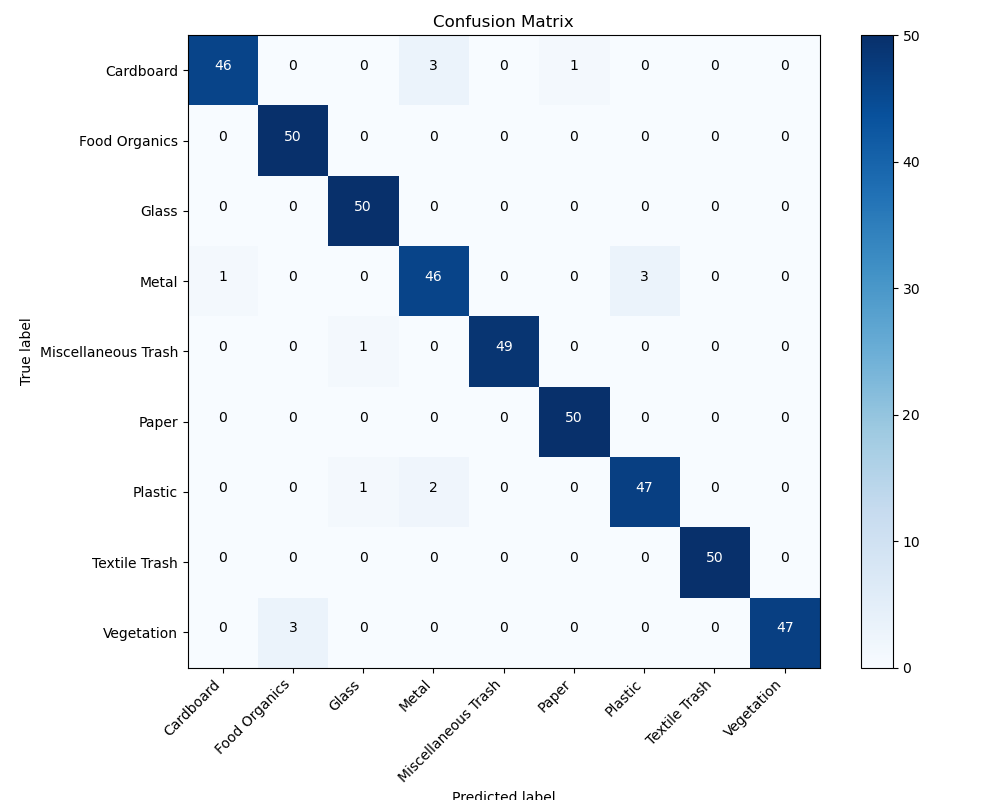 Confusion Matrix
True label
Cardboard 46 0 0 3 0 1 0 0 0
Food Organics 0 50 0 0 0 0 0 0 0
Glass 0 0 50 0 0 0 0 0 0
Metal 1 0 0 46 0 0 3 0 0
Miscellaneous Trash 0 0 1 0 49 0 0 0 0
Paper 0 0 0 0 0 50 0 0 0
Plastic 0 0 1 2 0 0 47 0 0
Textile Trash 0 0 0 0 0 0 0 50 0
Vegetation 0 3 0 0 0 0 0 0 47
Cardboard
Food Organics
Glass
Metal
Miscellaneous Trash
Paper
Plastic
Textile Trash
Vegetation
Predicted label
50
40
30
20
10
0